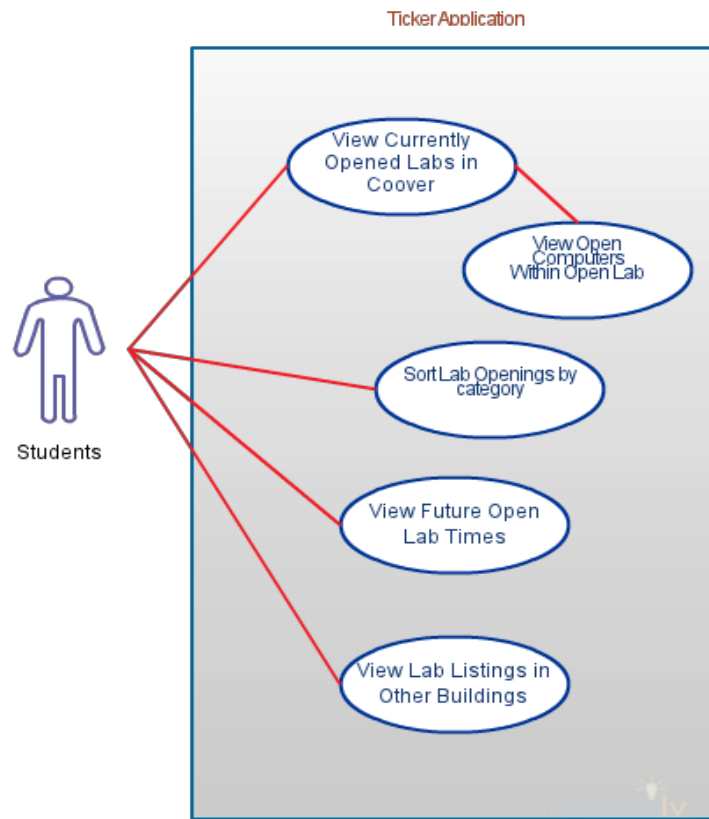 Ticker Application
View Currently
Opened Labs in
Coover
View Open
Computers
Within Open Lab
Sort Lab Openings by
category
Students
View Future Open
Lab Times
View Lab Listings in
Other Buildings